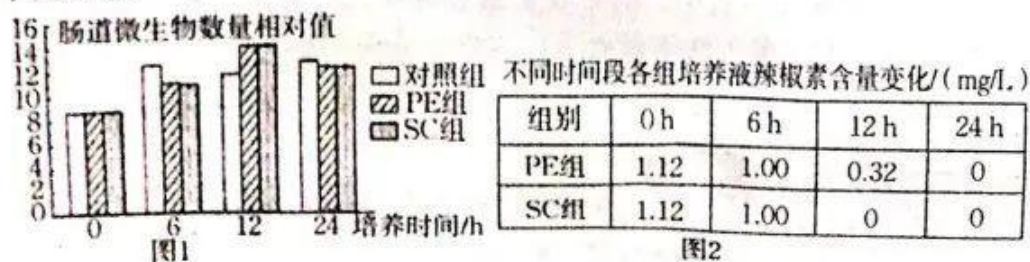 肠道微生物数量相对值
16
14
12
10
8
6
4
2
0
0 6 12 24 培养时间/h
对照组
PE组
SC组
图1
不同时间段各组培养液辣椒素含量变化/(mg/L)
组别 0h 6h 12h 24h
PE组 1.12 1.00 0.32 0
SC组 1.12 1.00 0 0
图2